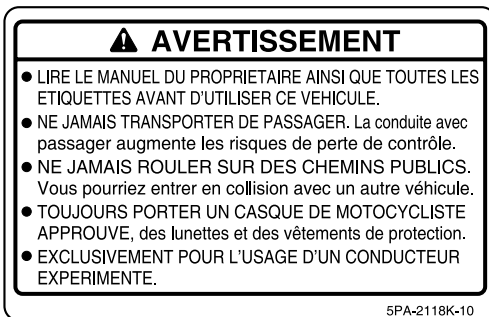 ⚠ AVERTISSEMENT
● LIRE LE MANUEL DU PROPRIETAIRE AINSI QUE TOUTES LES
ETIQUETTES AVANT D'UTILISER CE VEHICULE.
● NE JAMAIS TRANSPORTER DE PASSAGER. La conduite avec
passager augmente les risques de perte de contrôle.
● NE JAMAIS ROULER SUR DES CHEMINS PUBLICS.
Vous pourriez entrer en collision avec un autre véhicule.
● TOUJOURS PORTER UN CASQUE DE MOTOCYCLISTE
APPROUVE, des lunettes et des vêtements de protection.
● EXCLUSIVEMENT POUR L'USAGE D'UN CONDUCTEUR
EXPERIMENTE.
5PA-2118K-10